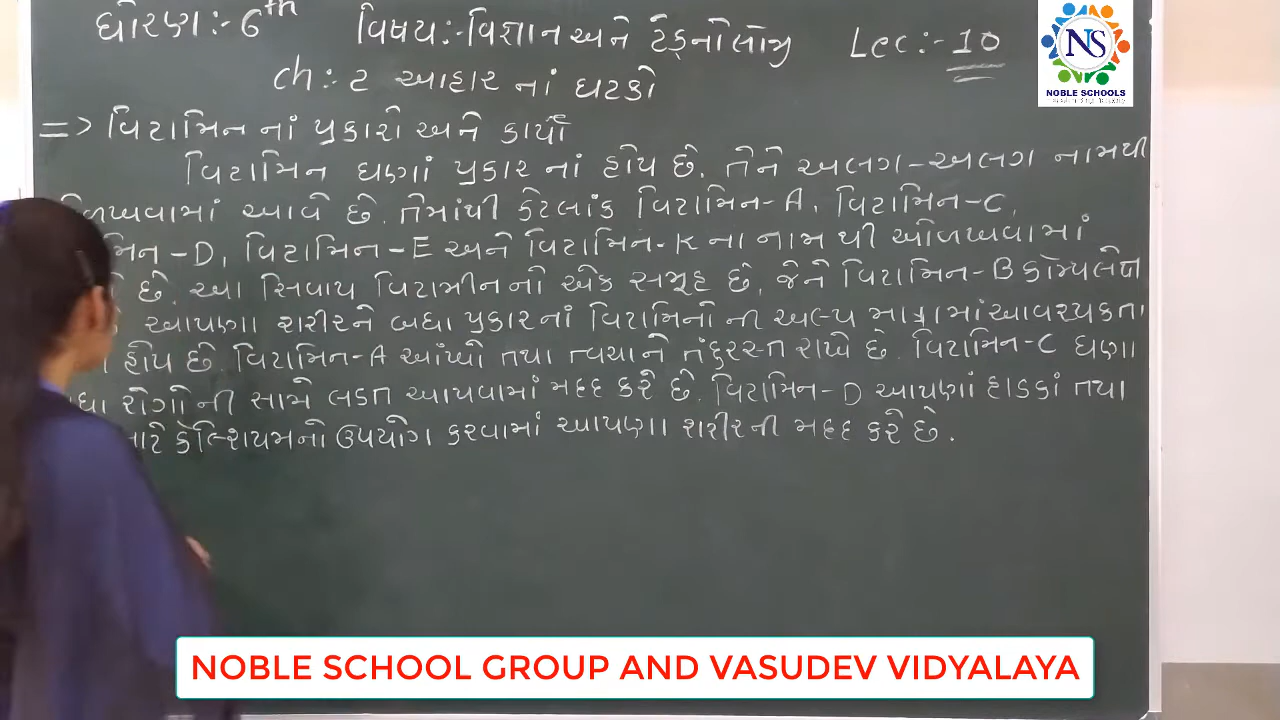 ધોરણ:- 6th વિષય:- વિજ્ઞાન અને ટેક્નોલોજી Lec:- 10
ch: 2 આહાર નાં ઘટકો
NS
NOBLE SCHOOLS
=> વિટામિન નાં પ્રકારો અને કાર્યો
વિટામિન ઘણાં પ્રકાર નાં હોય છે. તેને અલગ-અલગ નામથી
ળખવામાં આવે છે. તેમાંથી કેટલાંક વિટામિન-A, વિટામિન-C,
મિન-D, વિટામિન-E અને વિટામિન-K ના નામ થી ઓળખવામાં
છે. આ સિવાય વિટામીનનો એક સમૂહ છે, જેને વિટામિન-B કોમ્પલેક્ષ
આપણા શરીરને બધા પ્રકારનાં વિટામિનો ની અલ્પ માત્રામાં આવશ્યકતા
હોય છે. વિટામિન-A આંખો તથા ત્વચાને તંદુરસ્ત રાખે છે. વિટામિન-C ઘણા
ધા રોગો ની સામે લડત આપવામાં મદદ કરે છે. વિટામિન-D આપણાં હાડકાં તથા
માટે કેલ્શિયમનો ઉપયોગ કરવામાં આપણા શરીરની મદદ કરે છે.
NOBLE SCHOOL GROUP AND VASUDEV VIDYALAYA